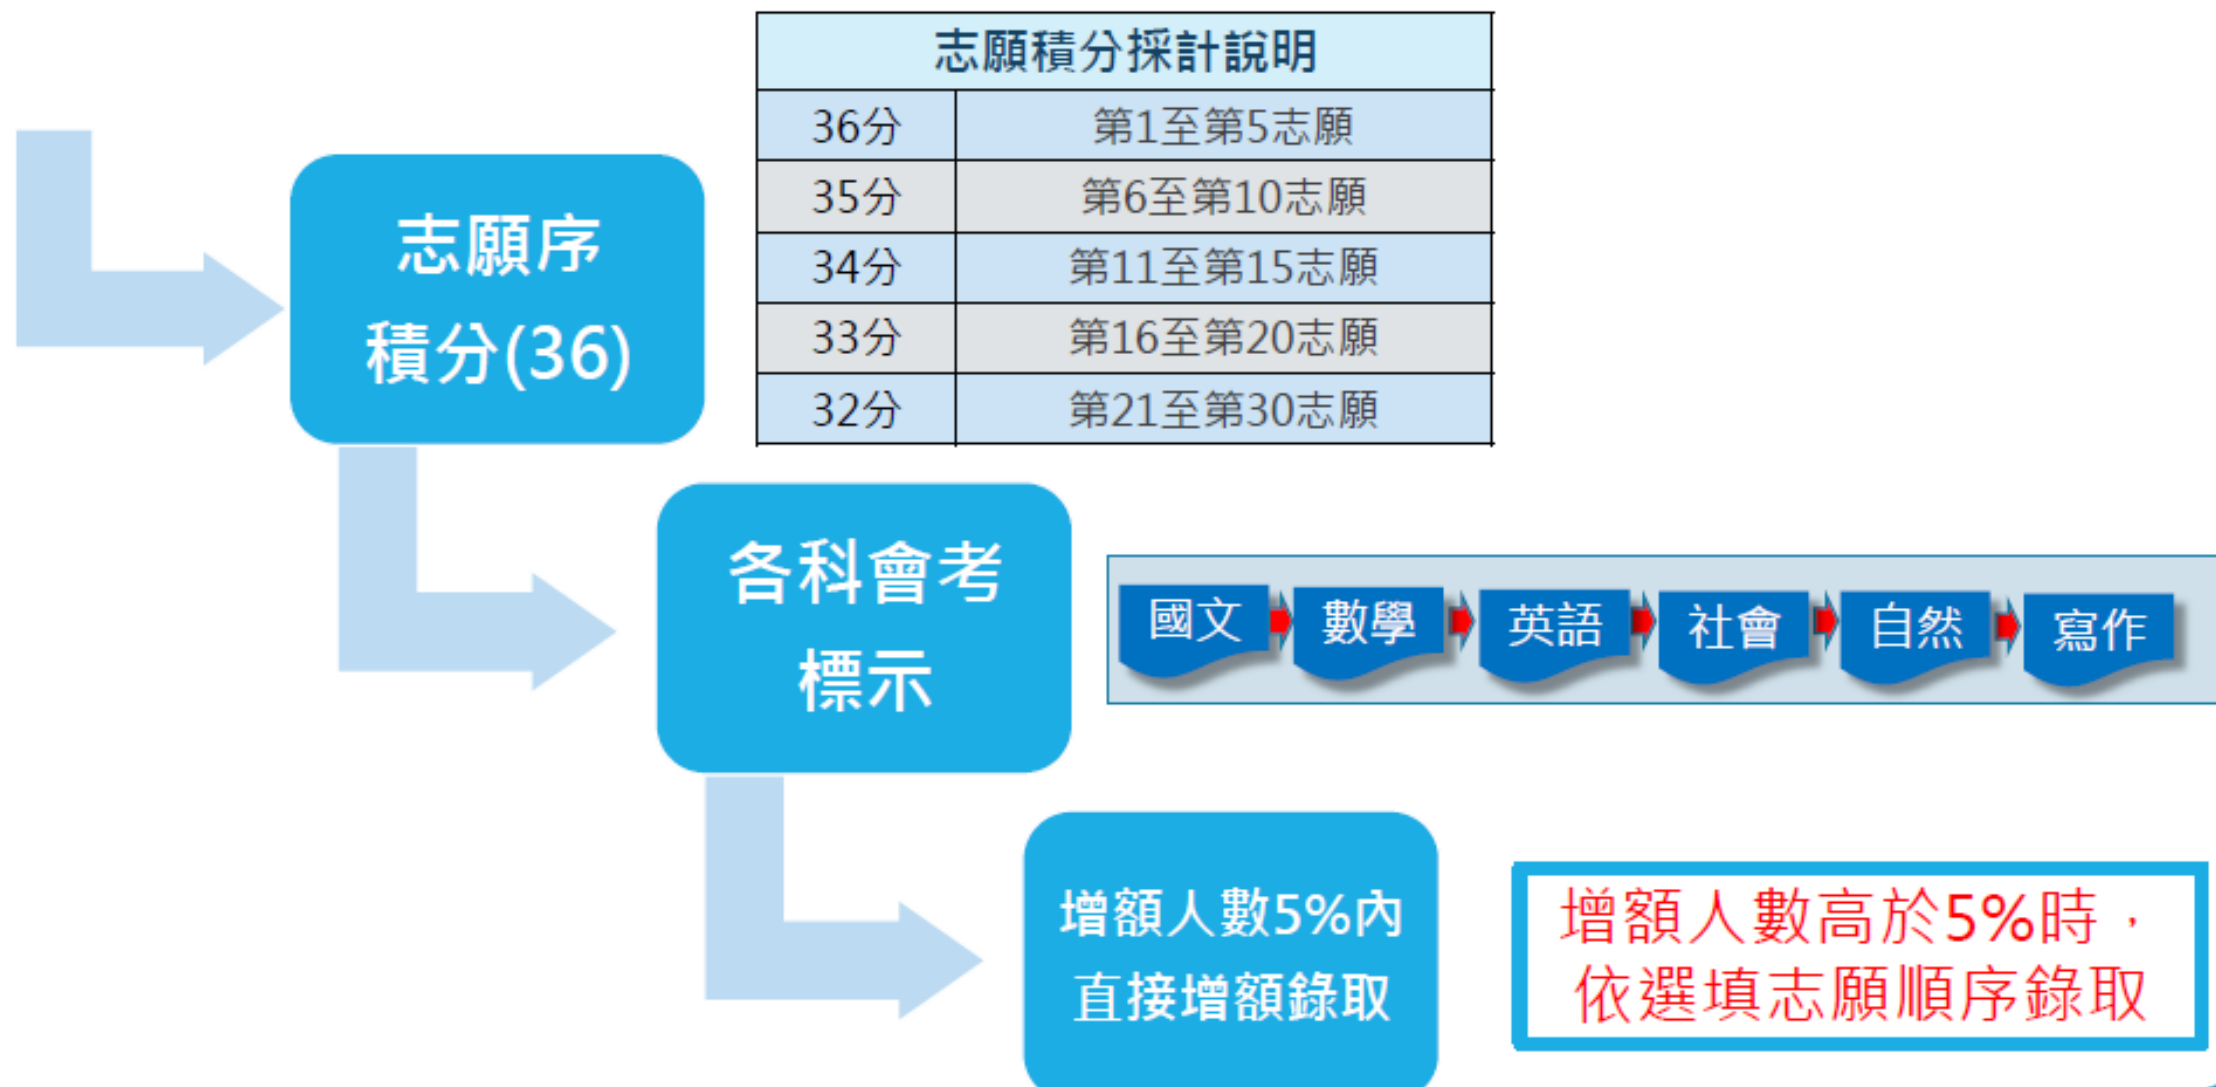 志願積分採計說明
36分 第1至第5志願
35分 第6至第10志願
34分 第11至第15志願
33分 第16至第20志願
32分 第21至第30志願
志願序
積分(36)
各科會考
標示
國文 數學 英語 社會 自然 寫作
增額人數5%內
直接增額錄取
增額人數高於5%時，
依選填志願順序錄取